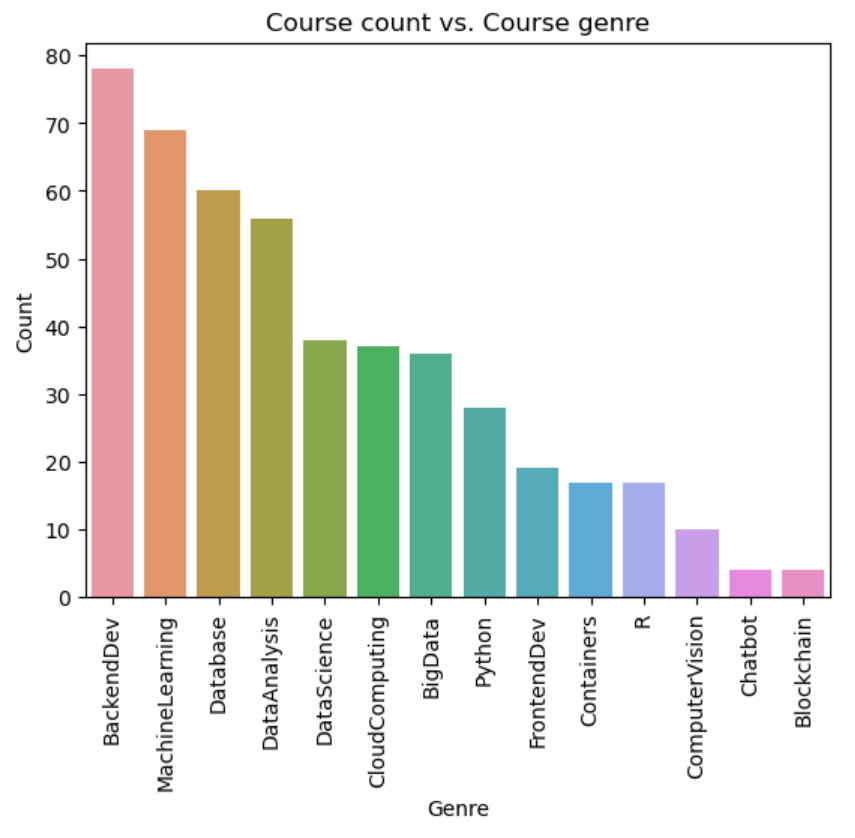 Course count vs. Course genre
Count
80
70
60
50
40
30
20
10
0
BackendDev
MachineLearning
Database
DataAnalysis
DataScience
CloudComputing
BigData
Python
FrontendDev
Containers
R
ComputerVision
Chatbot
Blockchain
Genre